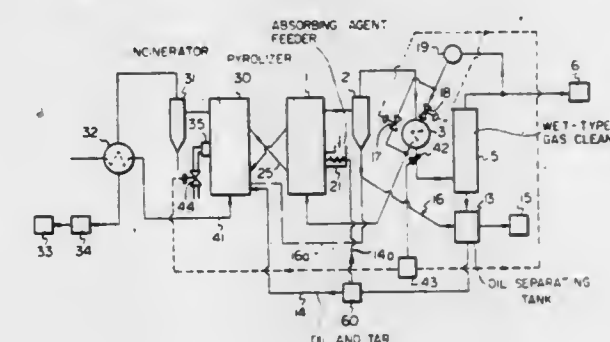 ABSORBING AGENT
FEEDER
NCINERATOR
PYROLIZER
31
30
1
2
19
6
18
32
35
3
17
42
5
WET-TYPE
GAS CLEAN
25
21
44
16
13
15
33
34
41
16a
14a
43
14
60
OIL SEPARATING
TANK
OIL AND TAR